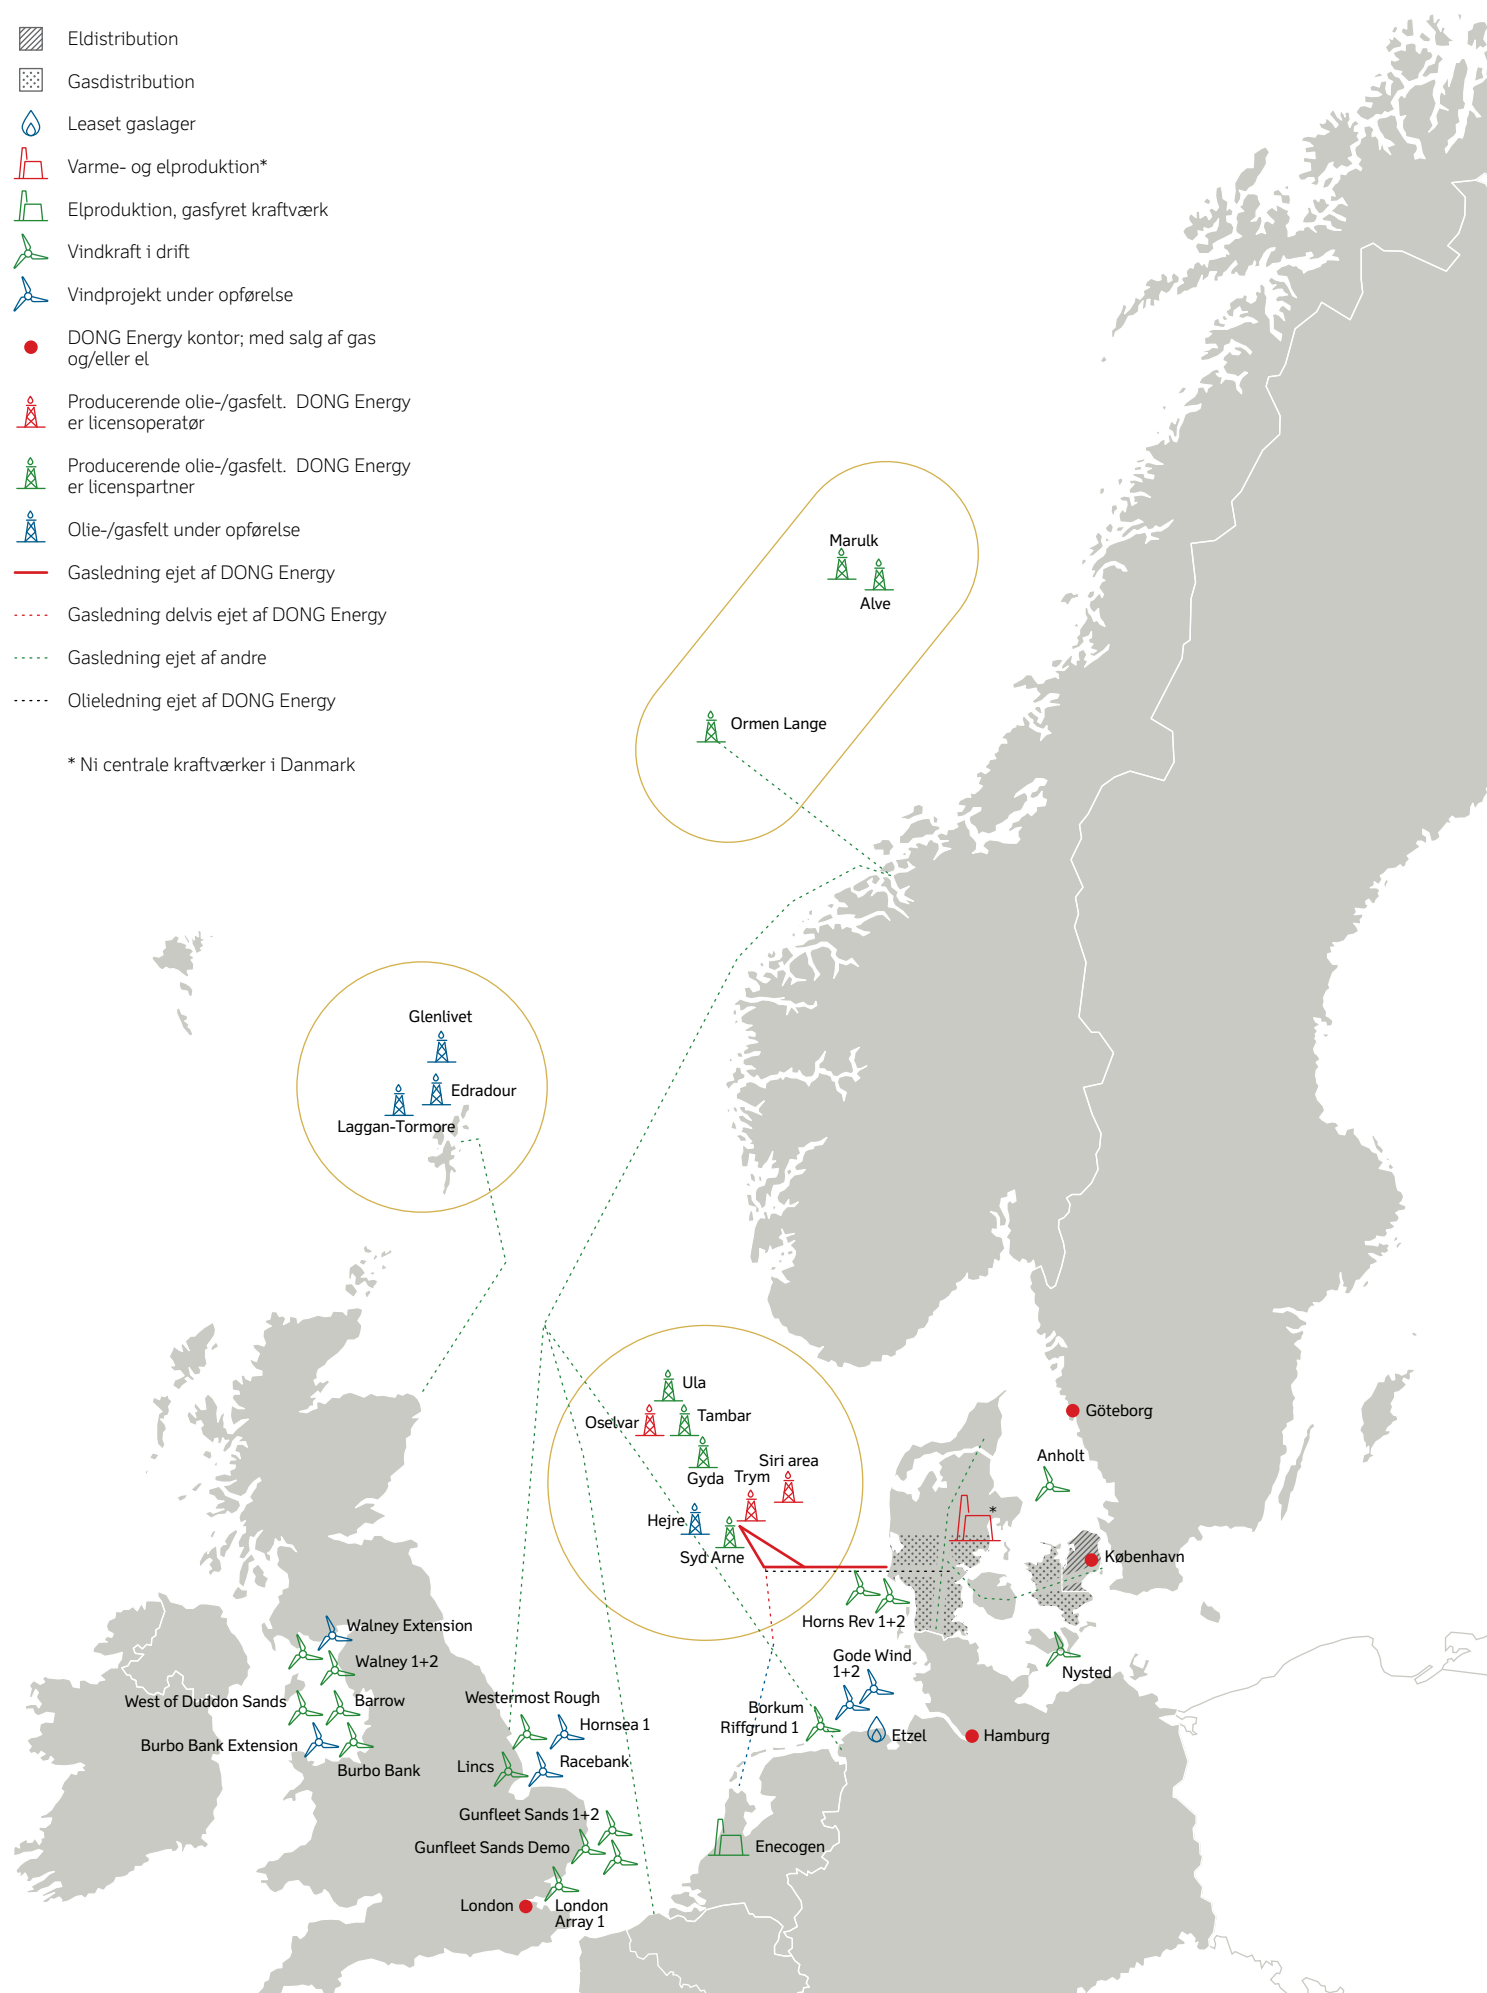 Eldistribution
Gasdistribution
Leaset gaslager
Varme- og elproduktion*
Elproduktion, gasfyret kraftværk
Vindkraft i drift
Vindprojekt under opførelse
DONG Energy kontor; med salg af gas
og/eller el
Producerende olie-/gasfelt. DONG Energy
er licensoperatør
Producerende olie-/gasfelt. DONG Energy
er licenspartner
Olie-/gasfelt under opførelse
Gasledning ejet af DONG Energy
Gasledning delvis ejet af DONG Energy
Gasledning ejet af andre
Olieledning ejet af DONG Energy
* Ni centrale kraftværker i Danmark
Marulk
Alve
Ormen Lange
Glenlivet
Edradour
Laggan-Tormore
Ula
Oselvar
Tambar
Gyda
Siri area
Trym
Hejre
Syd Arne
Göteborg
Anholt
*
København
Horns Rev 1+2
Nysted
Gode Wind
1+2
Borkum
Riffgrund 1
Etzel
Hamburg
Walney Extension
Walney 1+2
West of Duddon Sands
Barrow
Burbo Bank Extension
Burbo Bank
Westermost Rough
Hornsea 1
Lincs
Racebank
Gunfleet Sands 1+2
Gunfleet Sands Demo
Enecogen
London
London
Array 1